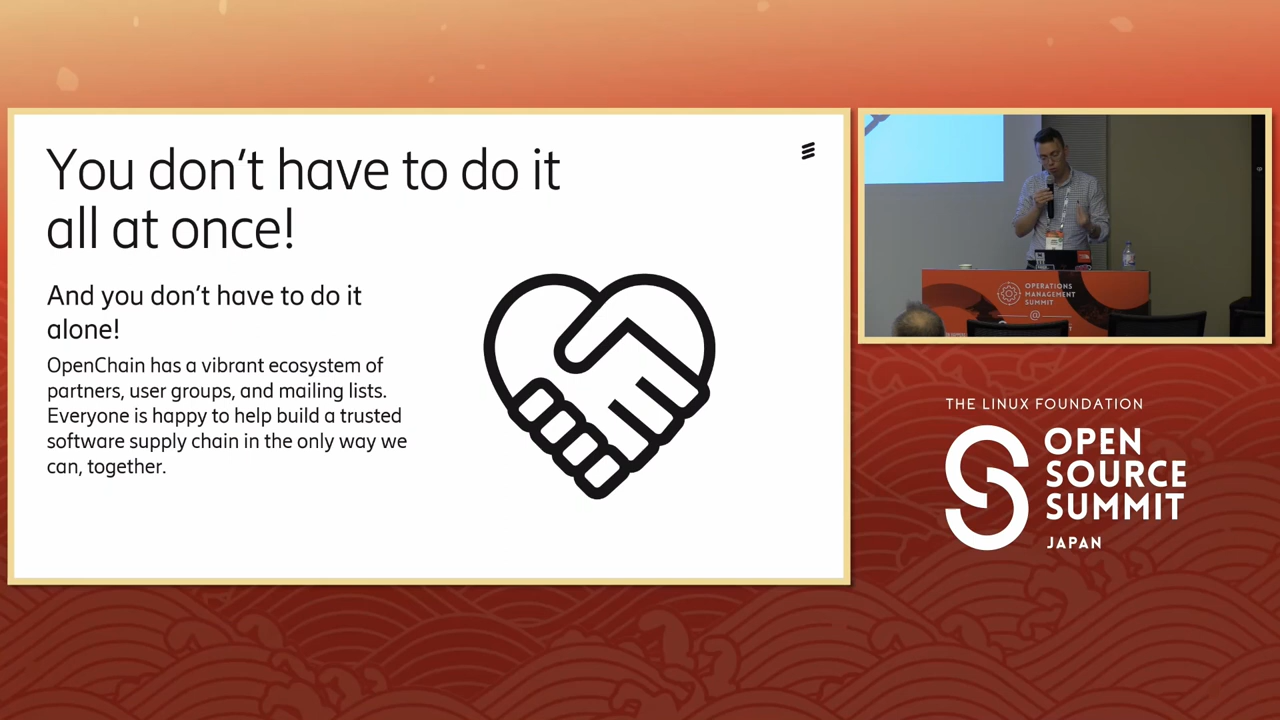 You don’t have to do it
all at once!
And you don’t have to do it
alone!
OpenChain has a vibrant ecosystem of
partners, user groups, and mailing lists.
Everyone is happy to help build a trusted
software supply chain in the only way we
can, together.
OPERATIONS
MANAGEMENT
SUMMIT
@
THE LINUX FOUNDATION
OPEN
SOURCE
SUMMIT
JAPAN